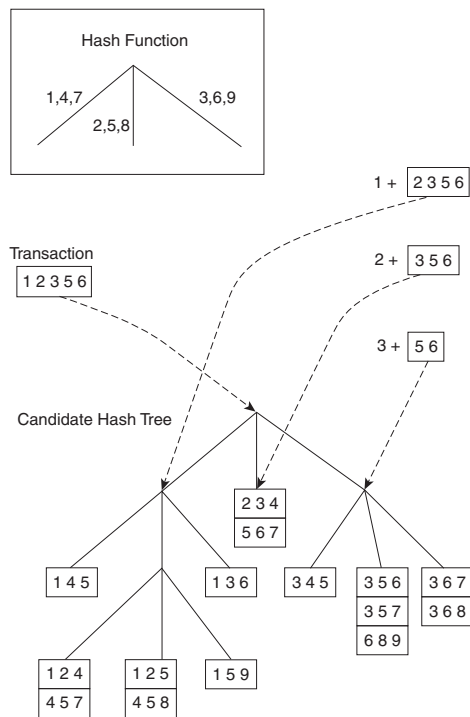 Hash Function
1,4,7
3,6,9
2,5,8
1 + 2 3 5 6
Transaction
2 + 3 5 6
1 2 3 5 6
3 + 5 6
Candidate Hash Tree
2 3 4
5 6 7
1 4 5
1 3 6
3 4 5
3 5 6
3 6 7
3 5 7
3 6 8
6 8 9
1 2 4
1 2 5
1 5 9
4 5 7
4 5 8